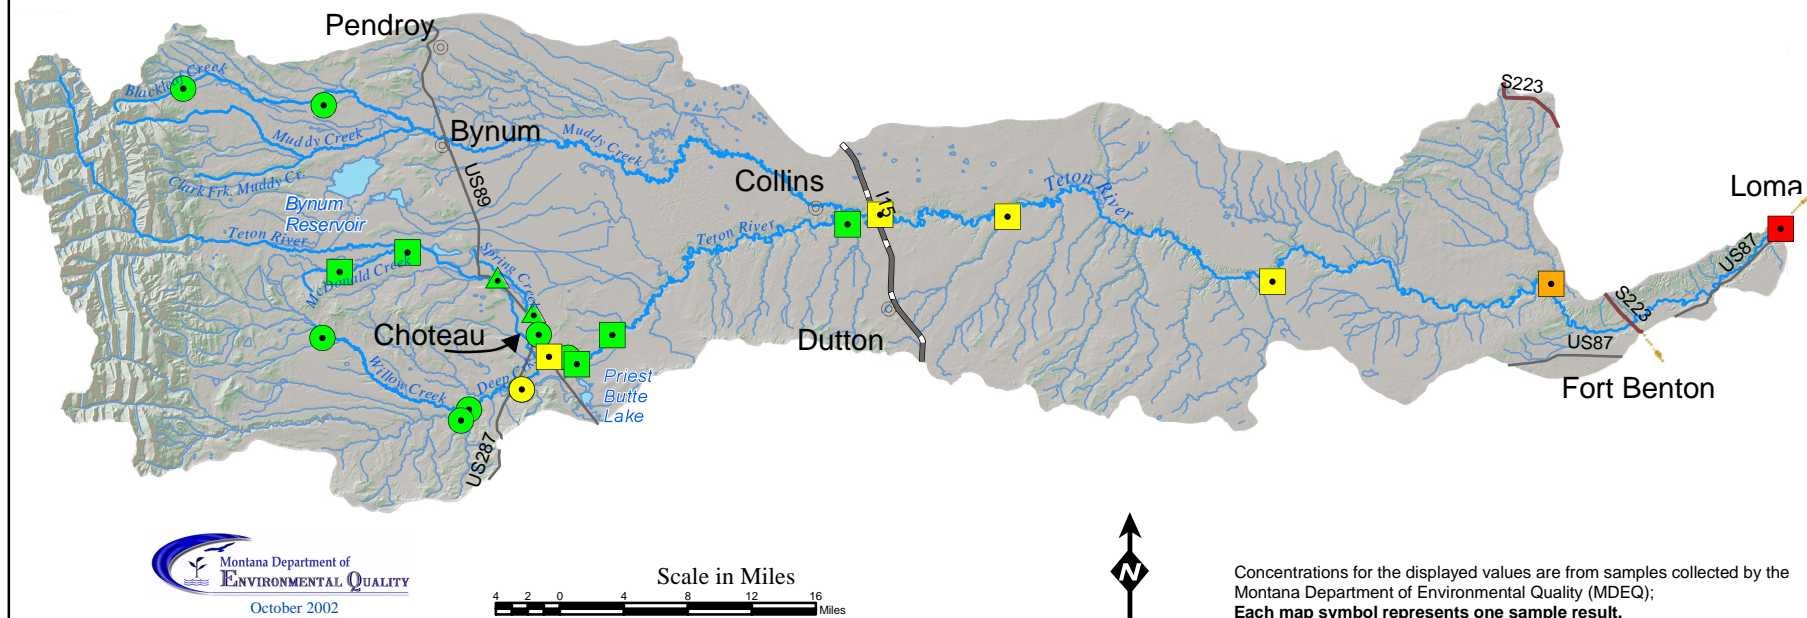 Pendroy
S223
Blackleaf Creek
Bynum
Muddy Creek
Muddy Creek
Clark Frk. Muddy Cr.
US89
Collins
Teton River
Loma
Bynum
Reservoir
I15
Teton River
Teton River
Spring Creek
McDonald Creek
US87
S223
Choteau
Dutton
US87
Willow Creek
Deep Crk
Priest
Butte
Lake
Fort Benton
US287
Montana Department of
ENVIRONMENTAL QUALITY
October 2002
Scale in Miles
4 2 0 4 8 12 16
Miles
N
Concentrations for the displayed values are from samples collected by the
Montana Department of Environmental Quality (MDEQ);
Each map symbol represents one sample result.